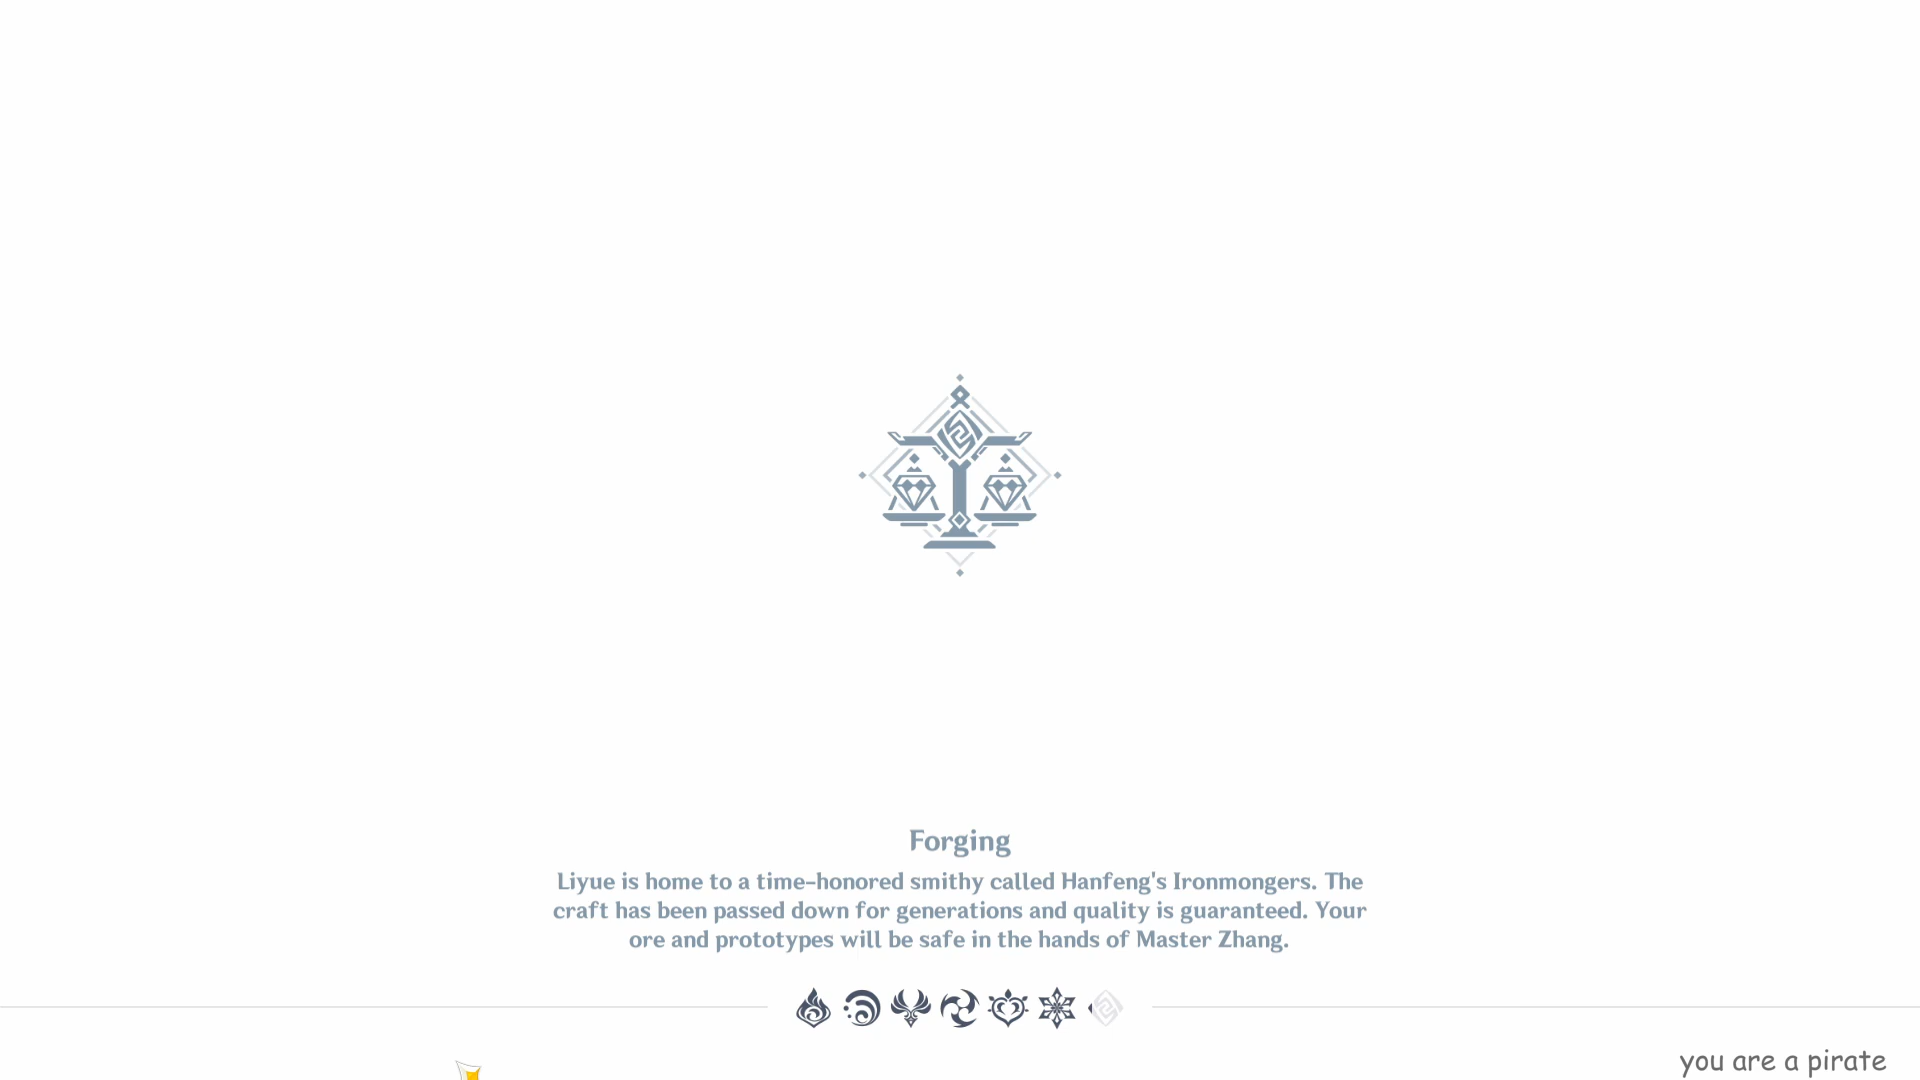 Forging
Liyue is home to a time-honored smithy called Hanfeng's Ironmongers. The
craft has been passed down for generations and quality is guaranteed. Your
ore and prototypes will be safe in the hands of Master Zhang.
you are a pirate